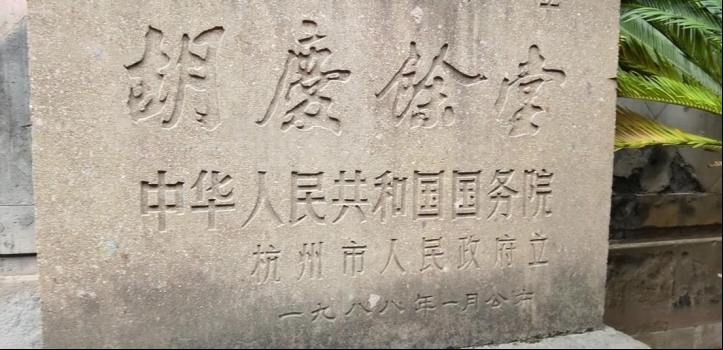 胡慶餘堂
中华人民共和国国务院
杭州市人民政府立
一九八八年一月公布